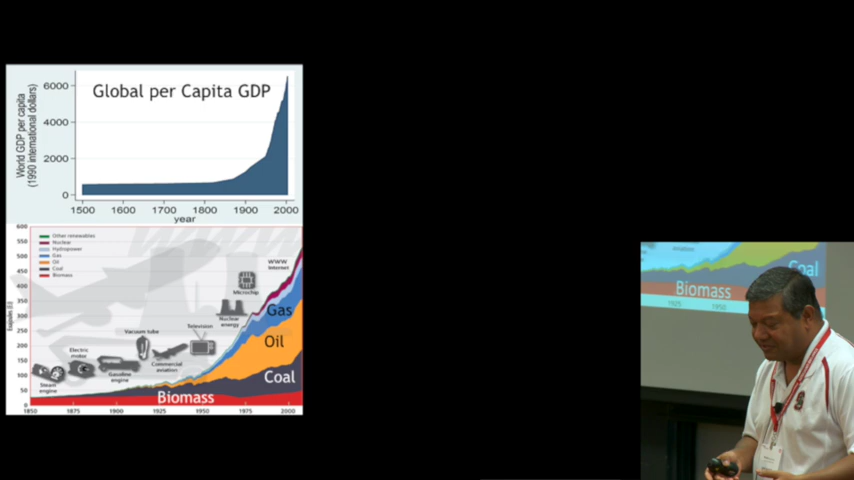 Global per Capita GDP
World GDP per capita
(1990 international dollars)
6000
4000
2000
0
1500 1600 1700 1800 1900 2000
year
600
550
500
450
400
350
300
250
200
150
100
50
0
Other renewables
Nuclear
Hydropower
Gas
Oil
Coal
Biomass
WWW
Internet
Microchip
Nuclear
energy
Television
Vacuum tube
Commercial
aviation
Electric
motor
Gasoline
engine
Steam
engine
Gas
Oil
Coal
Biomass
1850 1875 1900 1925 1950 1975 2000
aviation
Coal
Biomass
1925 1950